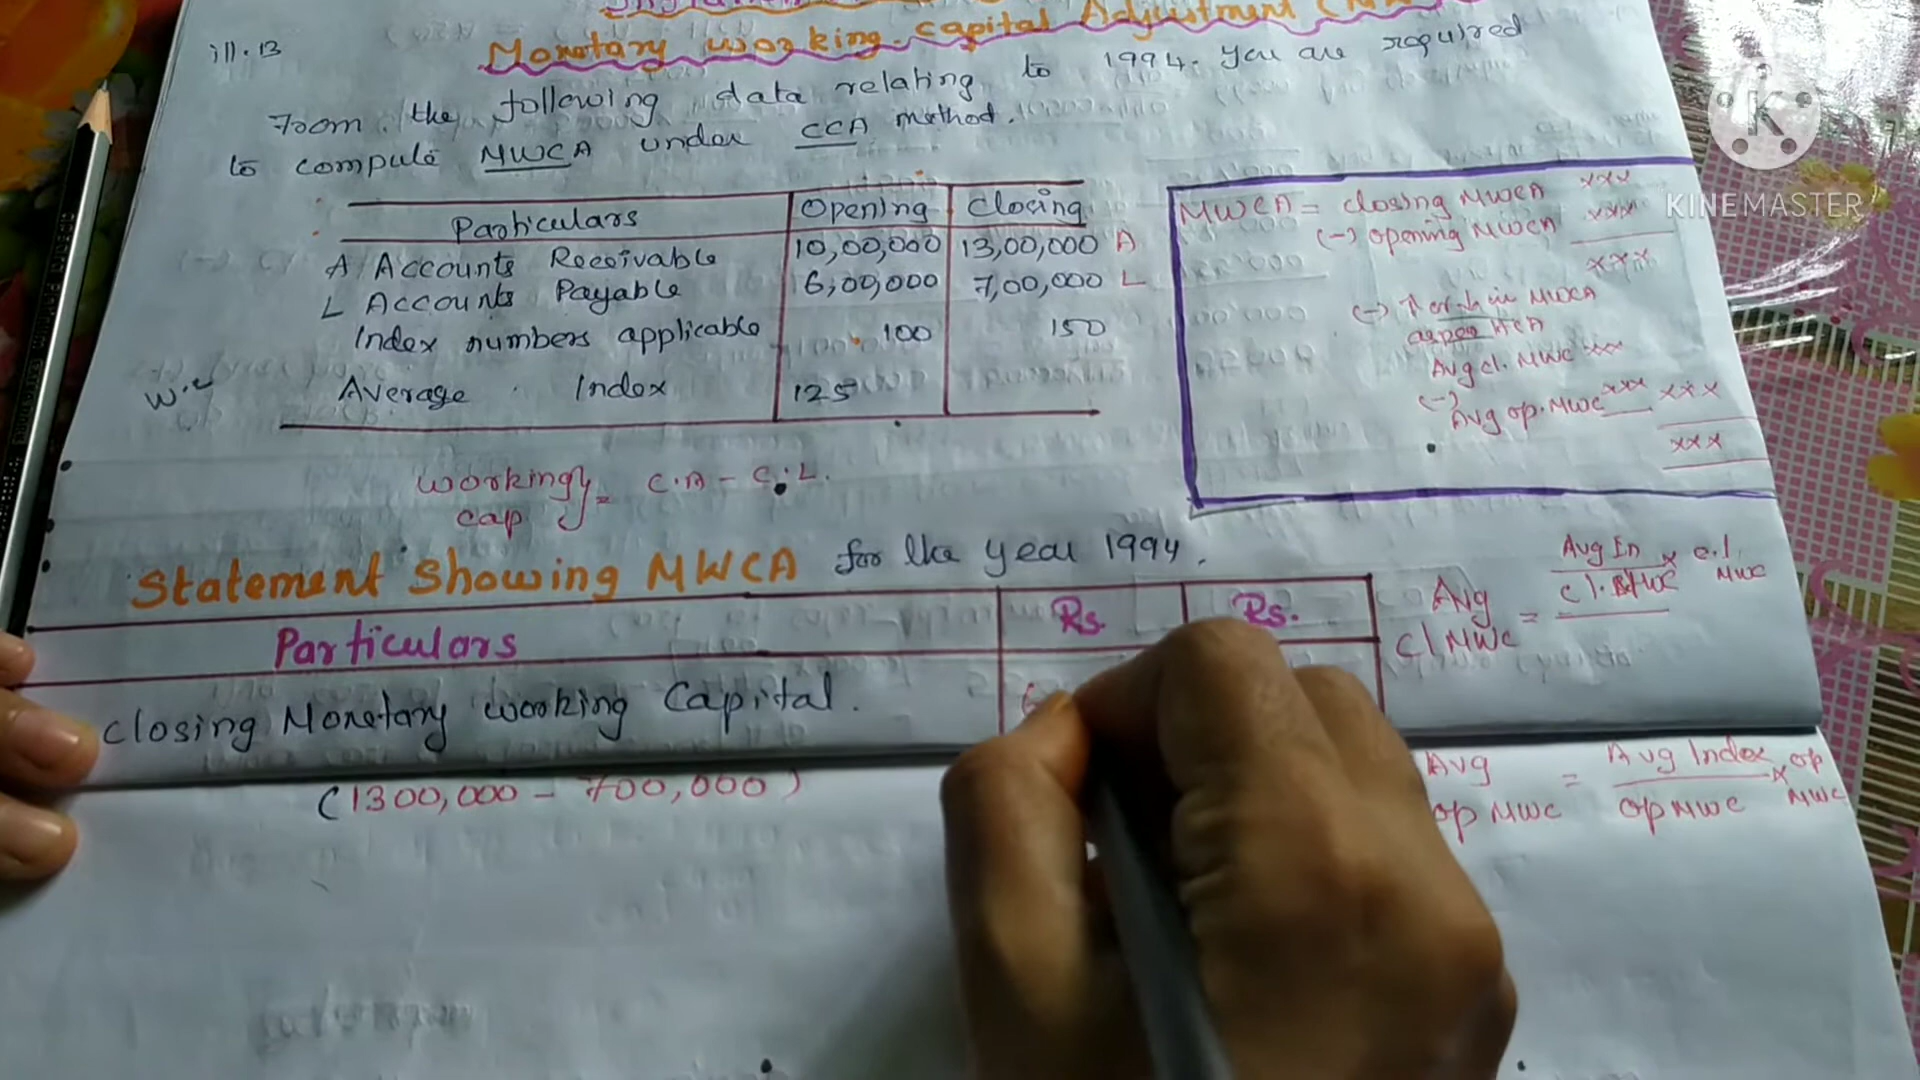 ill.13
Monetary working capital Adjustment
From the following data relating to 1994. You are required
to compute MWCA under CCA method.
Particulars Opening Closing
A Accounts Receivable 10,00,000 13,00,000 A
L Accounts Payable 6,00,000 7,00,000 L
Index numbers applicable 100 150
W.C Average Index 125
MWCA = closing MWCA xxx
(-) opening MWCA xxx
xxx
(-) in MWCA
as per
Avg cl. MWC xx
(-) Avg op. MWC xxx xxx
xxx
working cap } = C.A - C.L.
Statement Showing MWCA for the year 1994.
Particulars Rs. Rs.
Closing Monetary working Capital.
(1300,000 - 700,000)
Avg cl MWC = Avg In / cl. MWC x cl. MWC
Avg op MWC = Avg Index / op MWC x op MWC
KINEMASTER